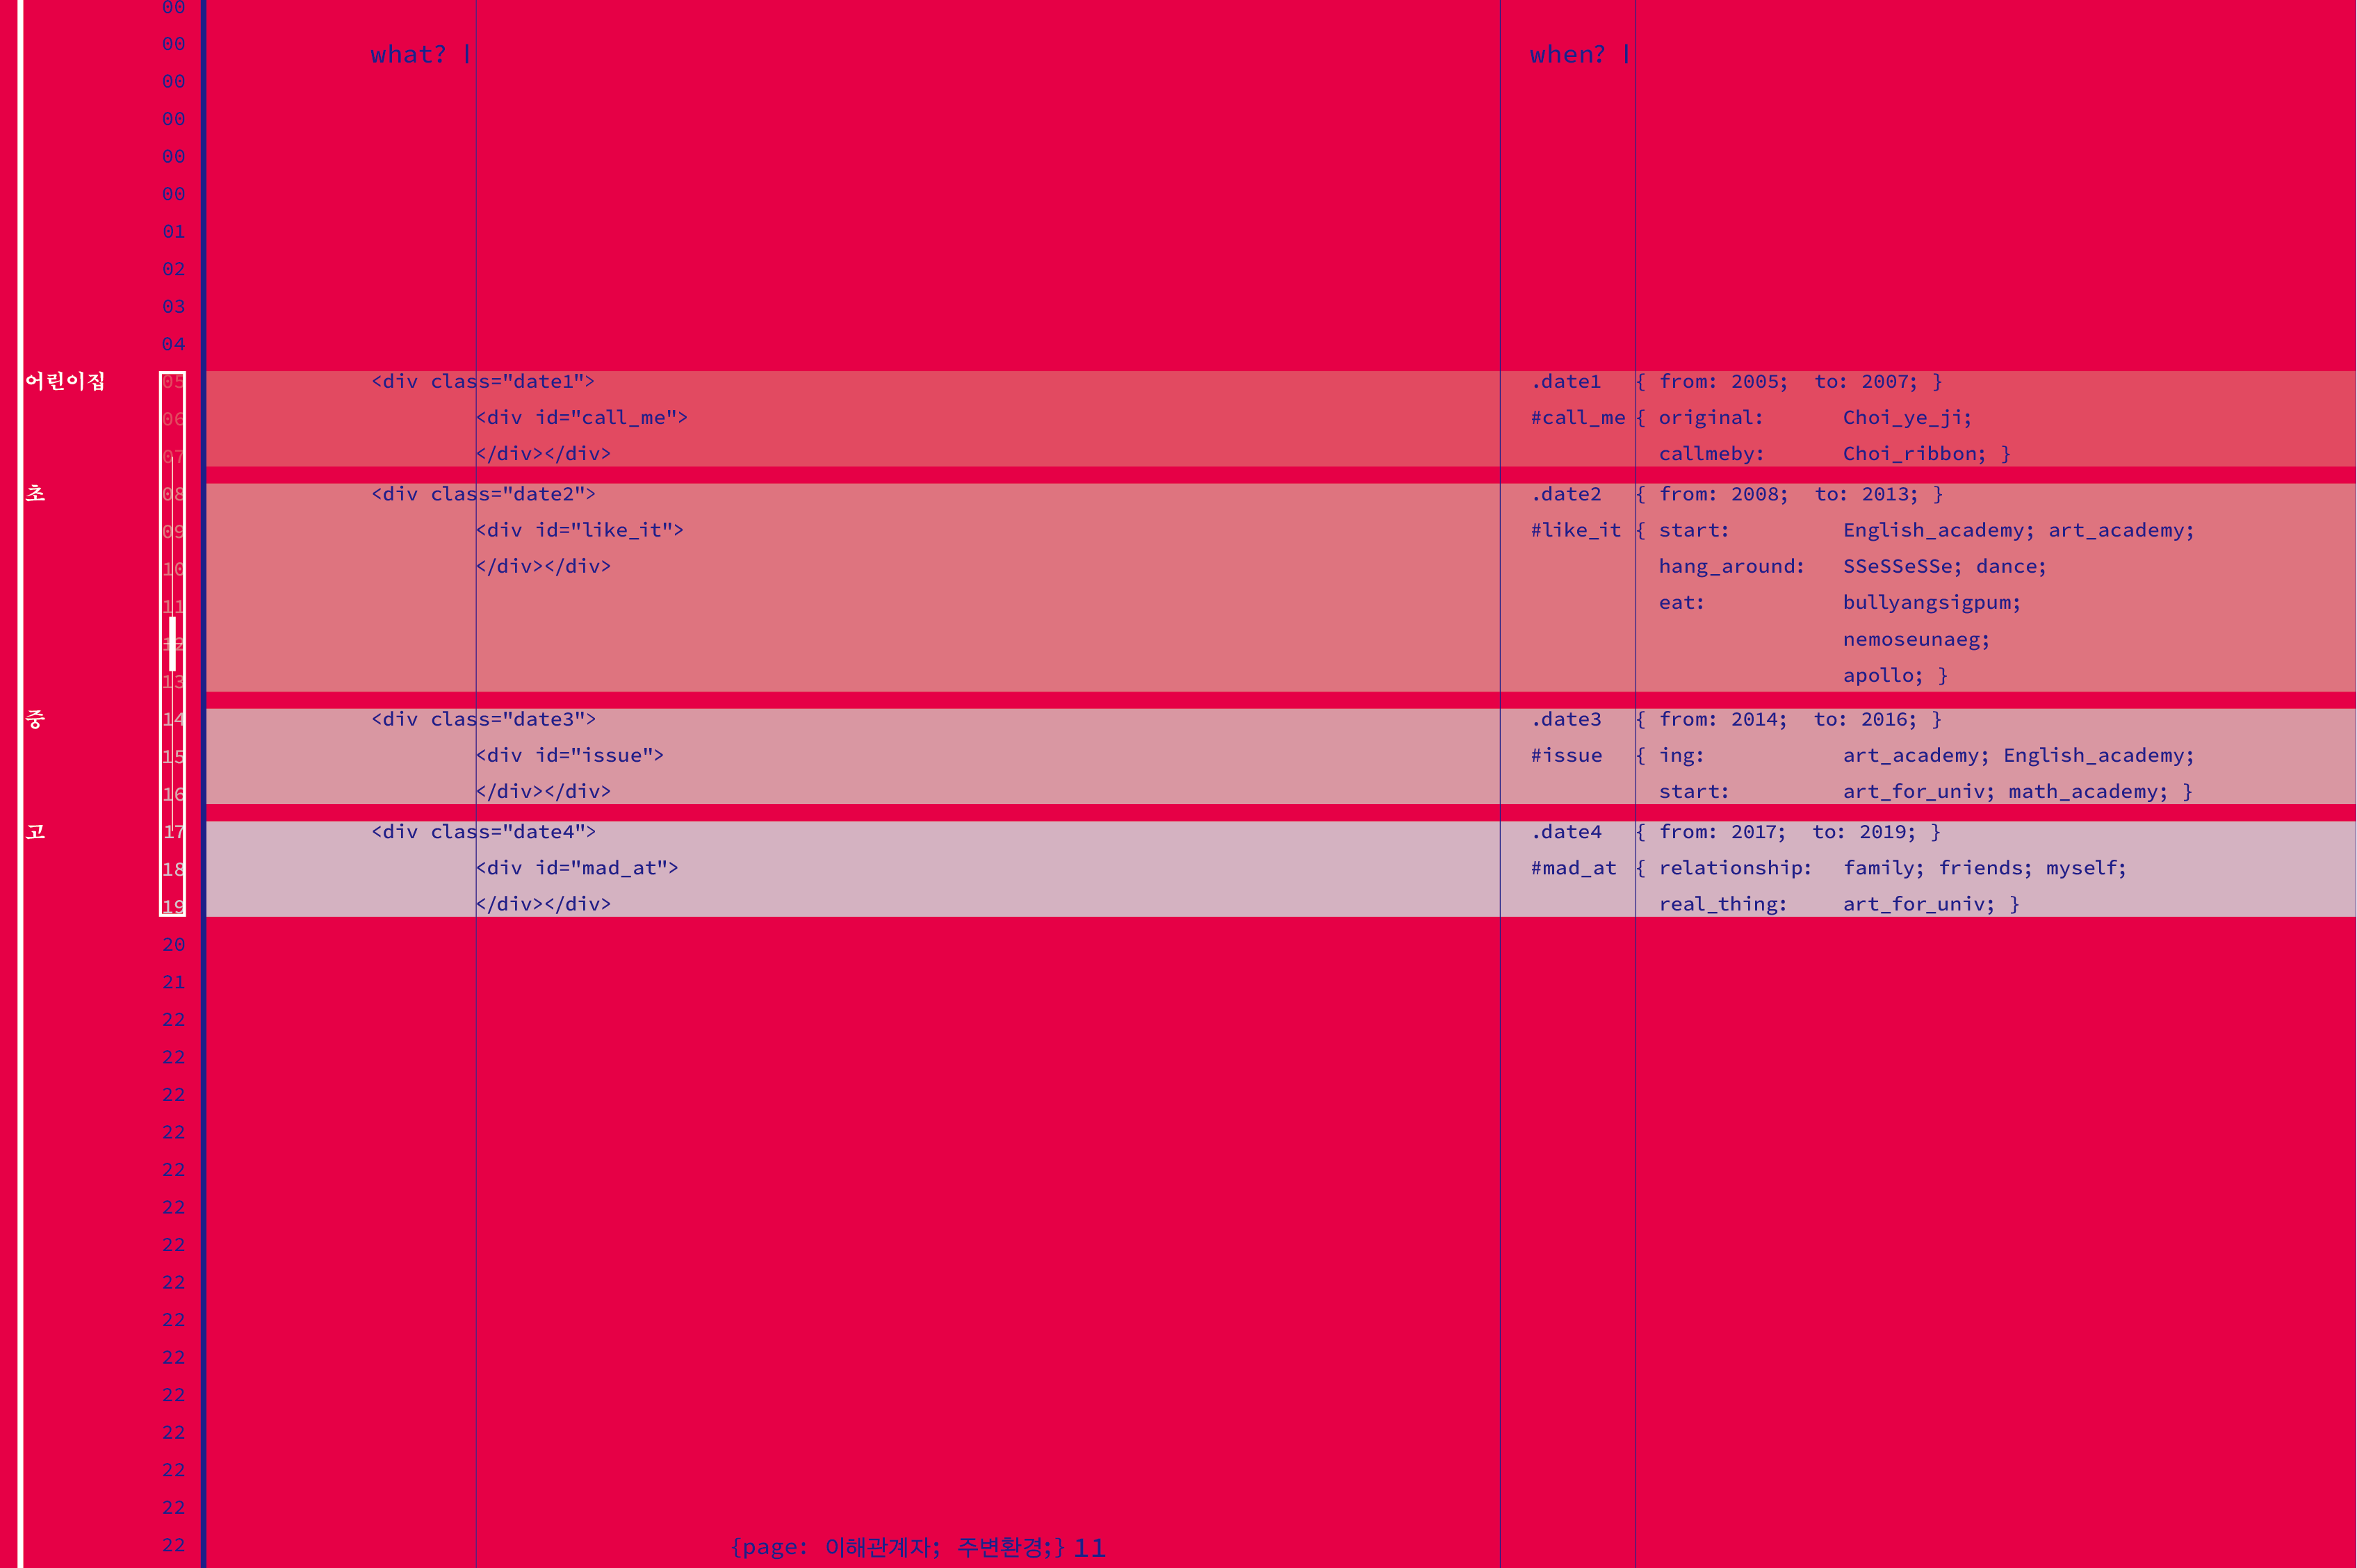 00
00 what? | when? |
00
00
00
00
01
02
03
04
어린이집 05 <div class="date1"> .date1 { from: 2005; to: 2007; }
06 <div id="call_me"> #call_me { original: Choi_ye_ji;
07 </div></div> callmeby: Choi_ribbon; }
초 08 <div class="date2"> .date2 { from: 2008; to: 2013; }
09 <div id="like_it"> #like_it { start: English_academy; art_academy;
10 </div></div> hang_around: SSeSSeSSe; dance;
11 eat: bullyangsigpum;
12 nemoseunaeg;
13 apollo; }
중 14 <div class="date3"> .date3 { from: 2014; to: 2016; }
15 <div id="issue"> #issue { ing: art_academy; English_academy;
16 </div></div> start: art_for_univ; math_academy; }
고 17 <div class="date4"> .date4 { from: 2017; to: 2019; }
18 <div id="mad_at"> #mad_at { relationship: family; friends; myself;
19 </div></div> real_thing: art_for_univ; }
20
21
22
22
22
22
22
22
22
22
22
22
22
22
22
22
22 {page: 이해관계자; 주변환경;} 11